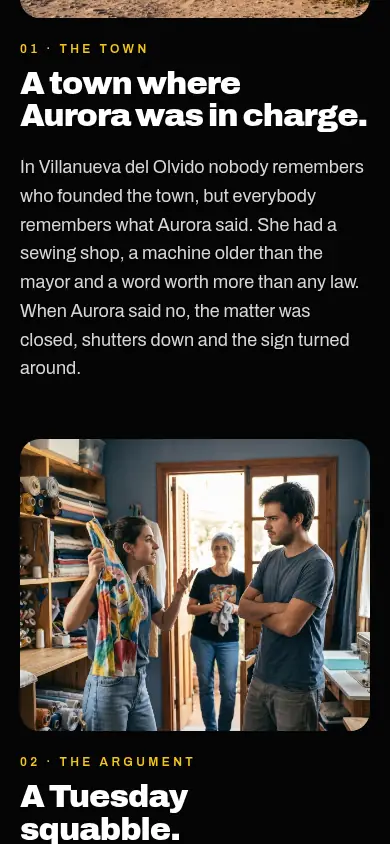 01 · THE TOWN
A town where
Aurora was in charge.
In Villanueva del Olvido nobody remembers
who founded the town, but everybody
remembers what Aurora said. She had a
sewing shop, a machine older than the
mayor and a word worth more than any law.
When Aurora said no, the matter was
closed, shutters down and the sign turned
around.
02 · THE ARGUMENT
A Tuesday
squabble.